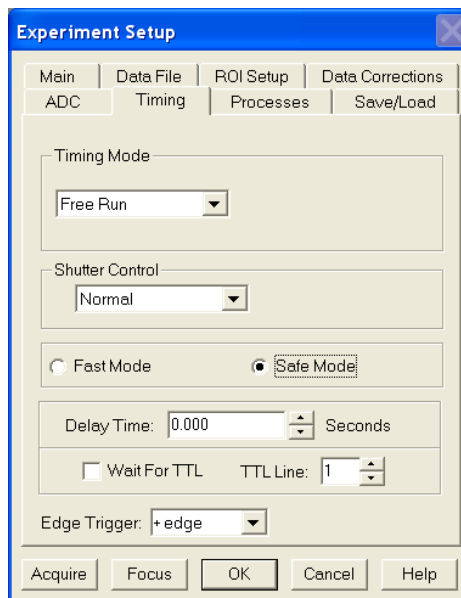 Experiment Setup
Main Data File ROI Setup Data Corrections
ADC Timing Processes Save/Load
Timing Mode
Free Run
Shutter Control
Normal
Fast Mode Safe Mode
Delay Time: 0.000 Seconds
Wait For TTL TTL Line: 1
Edge Trigger: + edge
Acquire Focus OK Cancel Help